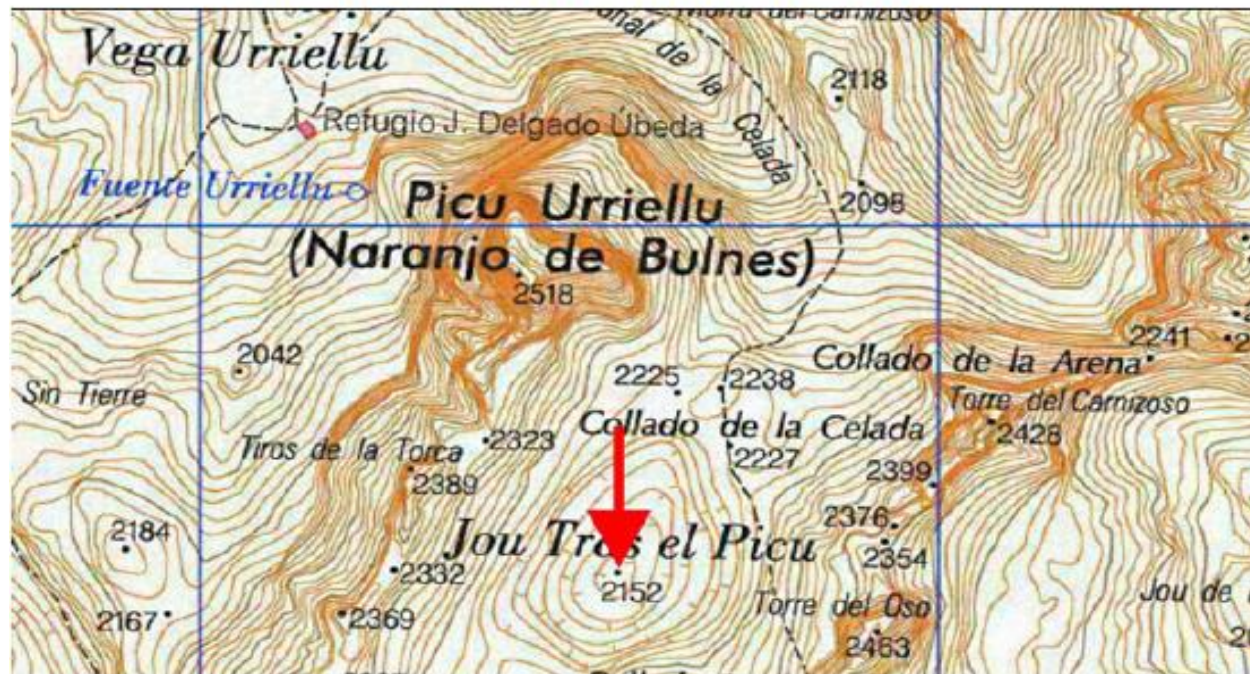 Canal de la Celada
2118
Vega Urriellu
Refugio J. Delgado Úbeda
Fuente Urriellu
2098
Picu Urriellu
(Naranjo de Bulnes)
2518
2241
2042
Collado de la Arena
2225
2238
Sin Tierre
Torre del Carnizoso
2428
Collado de la Celada
2323
2227
Tiros de la Torca
2389
2399
2184
2376
Jou Tras el Picu
2354
2332
2152
Jou de
2167
2369
Torre del Oso
2463